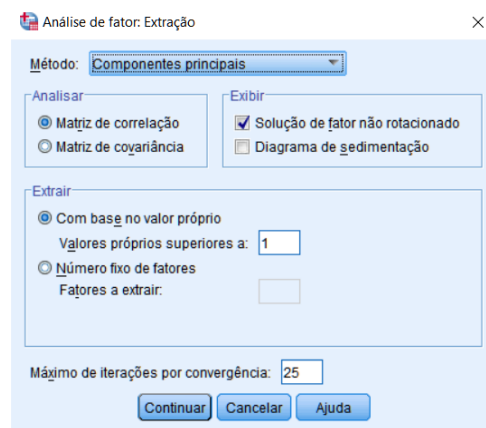 Análise de fator: Extração
Método: Componentes principais
Analisar
Matriz de correlação
Matriz de covariância
Exibir
Solução de fator não rotacionado
Diagrama de sedimentação
Extrair
Com base no valor próprio
Valores próprios superiores a: 1
Número fixo de fatores
Fatores a extrair:
Máximo de iterações por convergência: 25
Continuar Cancelar Ajuda